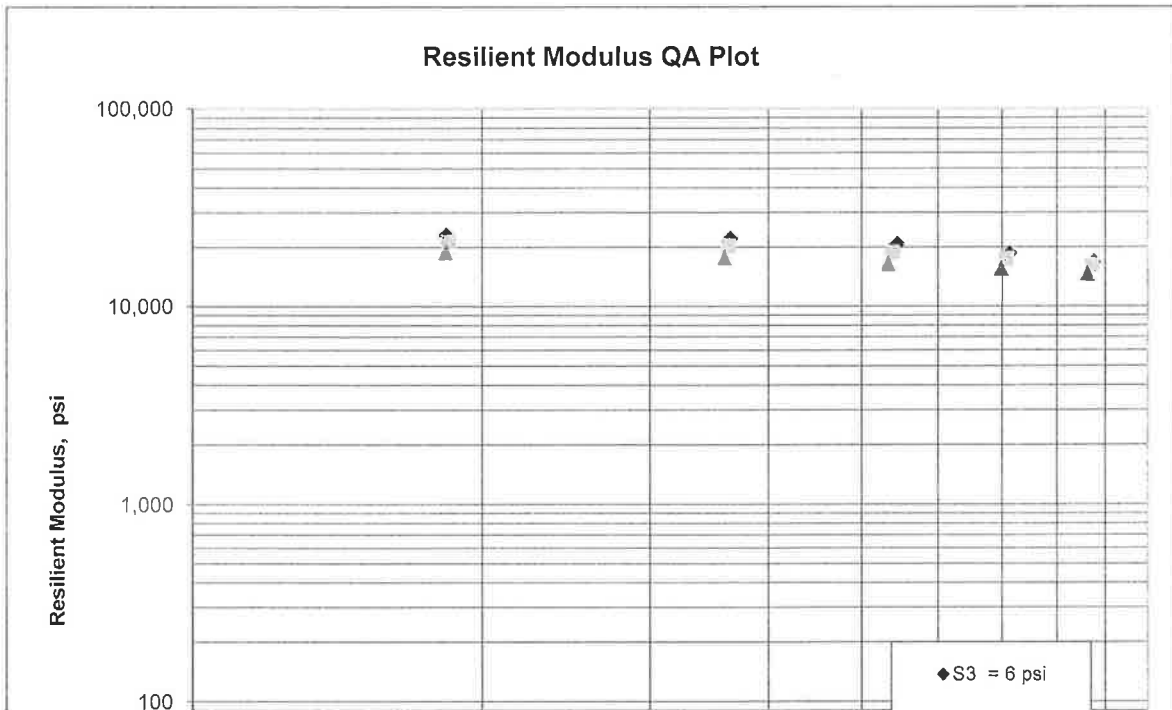 Resilient Modulus QA Plot
100,000
10,000
1,000
100
Resilient Modulus, psi
◆S3 = 6 psi